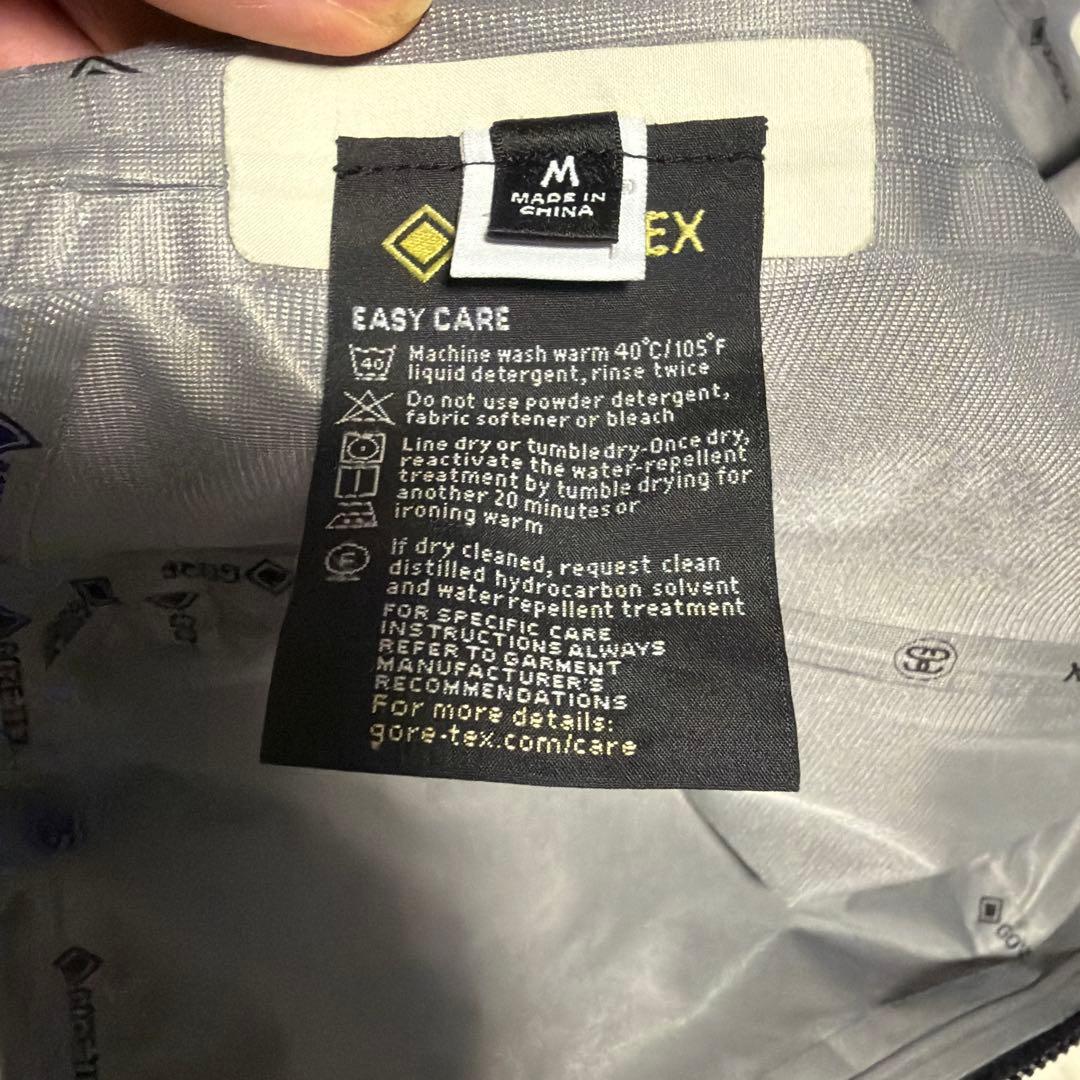 M
MADE IN
CHINA
EX
EASY CARE
40
Machine wash warm 40°C/105°F
liquid detergent, rinse twice
Do not use powder detergent,
fabric softener or bleach
Line dry or tumble dry-Once dry,
reactivate the water-repellent
treatment by tumble drying for
another 20 minutes or
ironing warm
F
if dry cleaned, request clean
distilled hydrocarbon solvent
and water repellent treatment
FOR SPECIFIC CARE
INSTRUCTIONS ALWAYS
REFER TO GARMENT
MANUFACTURER'S
RECOMMENDATIONS
For more details:
gore-tex.com/care